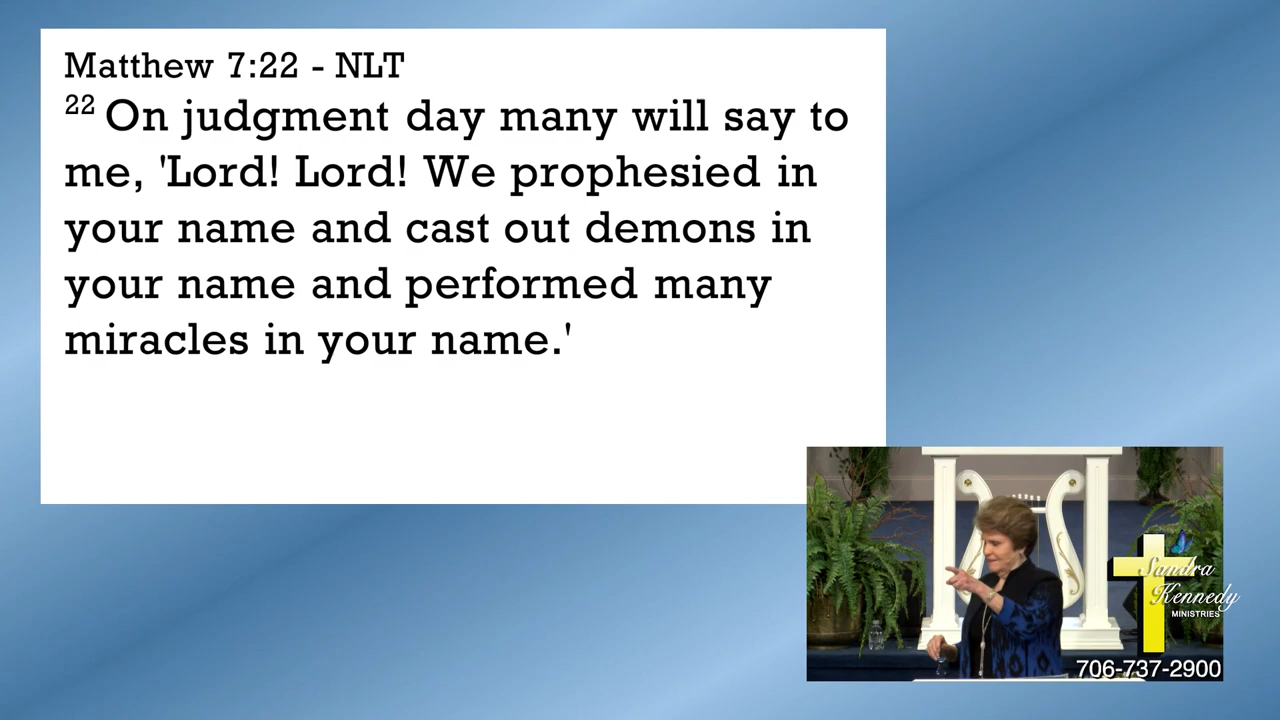 Matthew 7:22 - NLT
22 On judgment day many will say to
me, 'Lord! Lord! We prophesied in
your name and cast out demons in
your name and performed many
miracles in your name.'
Sandra
Kennedy
MINISTRIES
706-737-2900